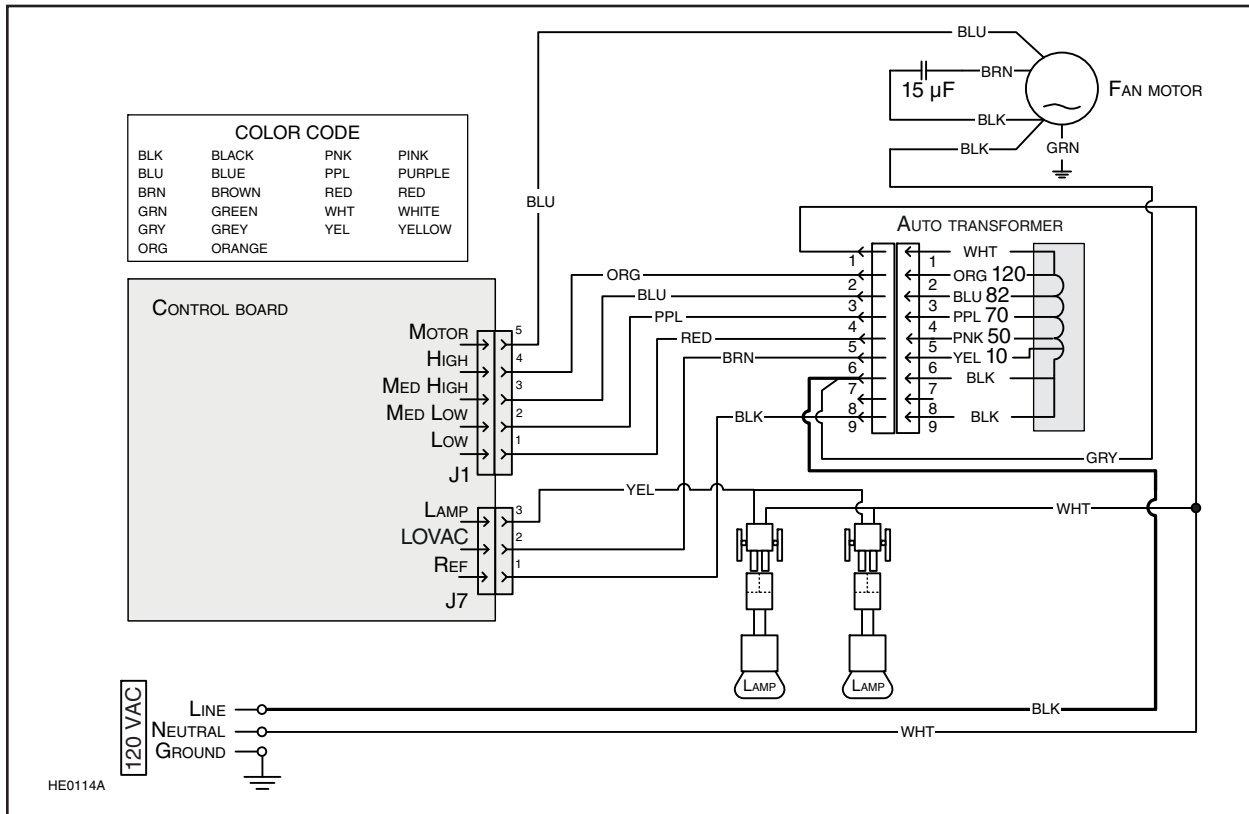 BLU
BRN
15 µF
FAN MOTOR
BLK
BLK
GRN
COLOR CODE
BLK BLACK PNK PINK
BLU BLUE PPL PURPLE
BRN BROWN RED RED
GRN GREEN WHT WHITE
GRY GREY YEL YELLOW
ORG ORANGE
BLU
AUTO TRANSFORMER
1 1 WHT
ORG 2 2 ORG 120
BLU 3 3 BLU 82
PPL 4 4 PPL 70
RED 5 5 PNK 50
BRN 6 6 YEL 10
7 7 BLK
8 8
BLK 9 9 BLK
GRY
CONTROL BOARD
MOTOR 5
HIGH 4
MED HIGH 3
MED LOW 2
LOW 1
J1
YEL
LAMP 3
LOVAC 2
REF 1
J7
WHT
LAMP LAMP
120 VAC
LINE BLK
NEUTRAL WHT
GROUND
HE0114A